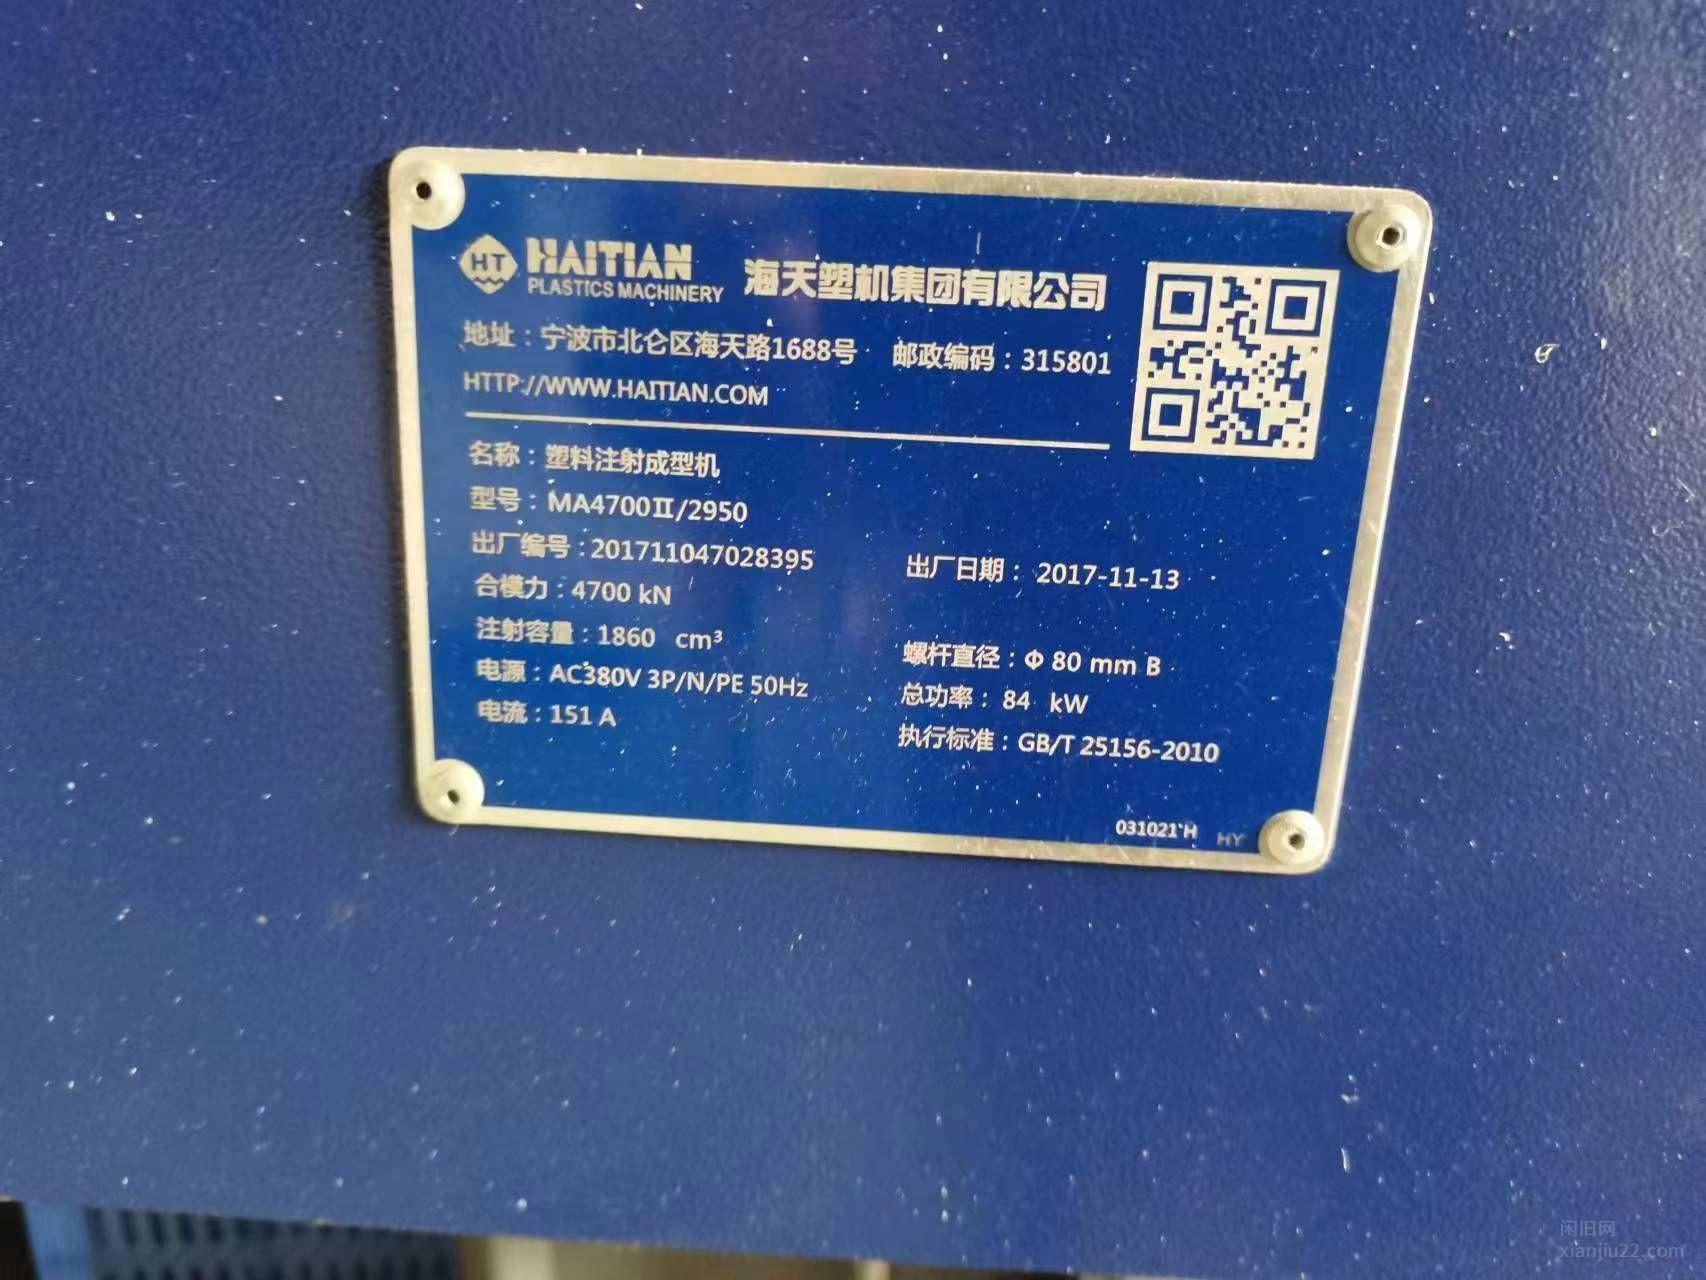 HT HAITIAN PLASTICS MACHINERY 海天塑机集团有限公司
地址：宁波市北仑区海天路1688号 邮政编码：315801
HTTP://WWW.HAITIAN.COM
名称：塑料注射成型机
型号：MA4700Ⅱ/2950
出厂编号：201711047028395 出厂日期： 2017-11-13
合模力：4700 kN
注射容量：1860 cm³ 螺杆直径：Φ 80 mm B
电源：AC380V 3P/N/PE 50Hz 总功率： 84 kW
电流：151 A 执行标准：GB/T 25156-2010
031021*H HY
闲旧网
xianjiu22.com